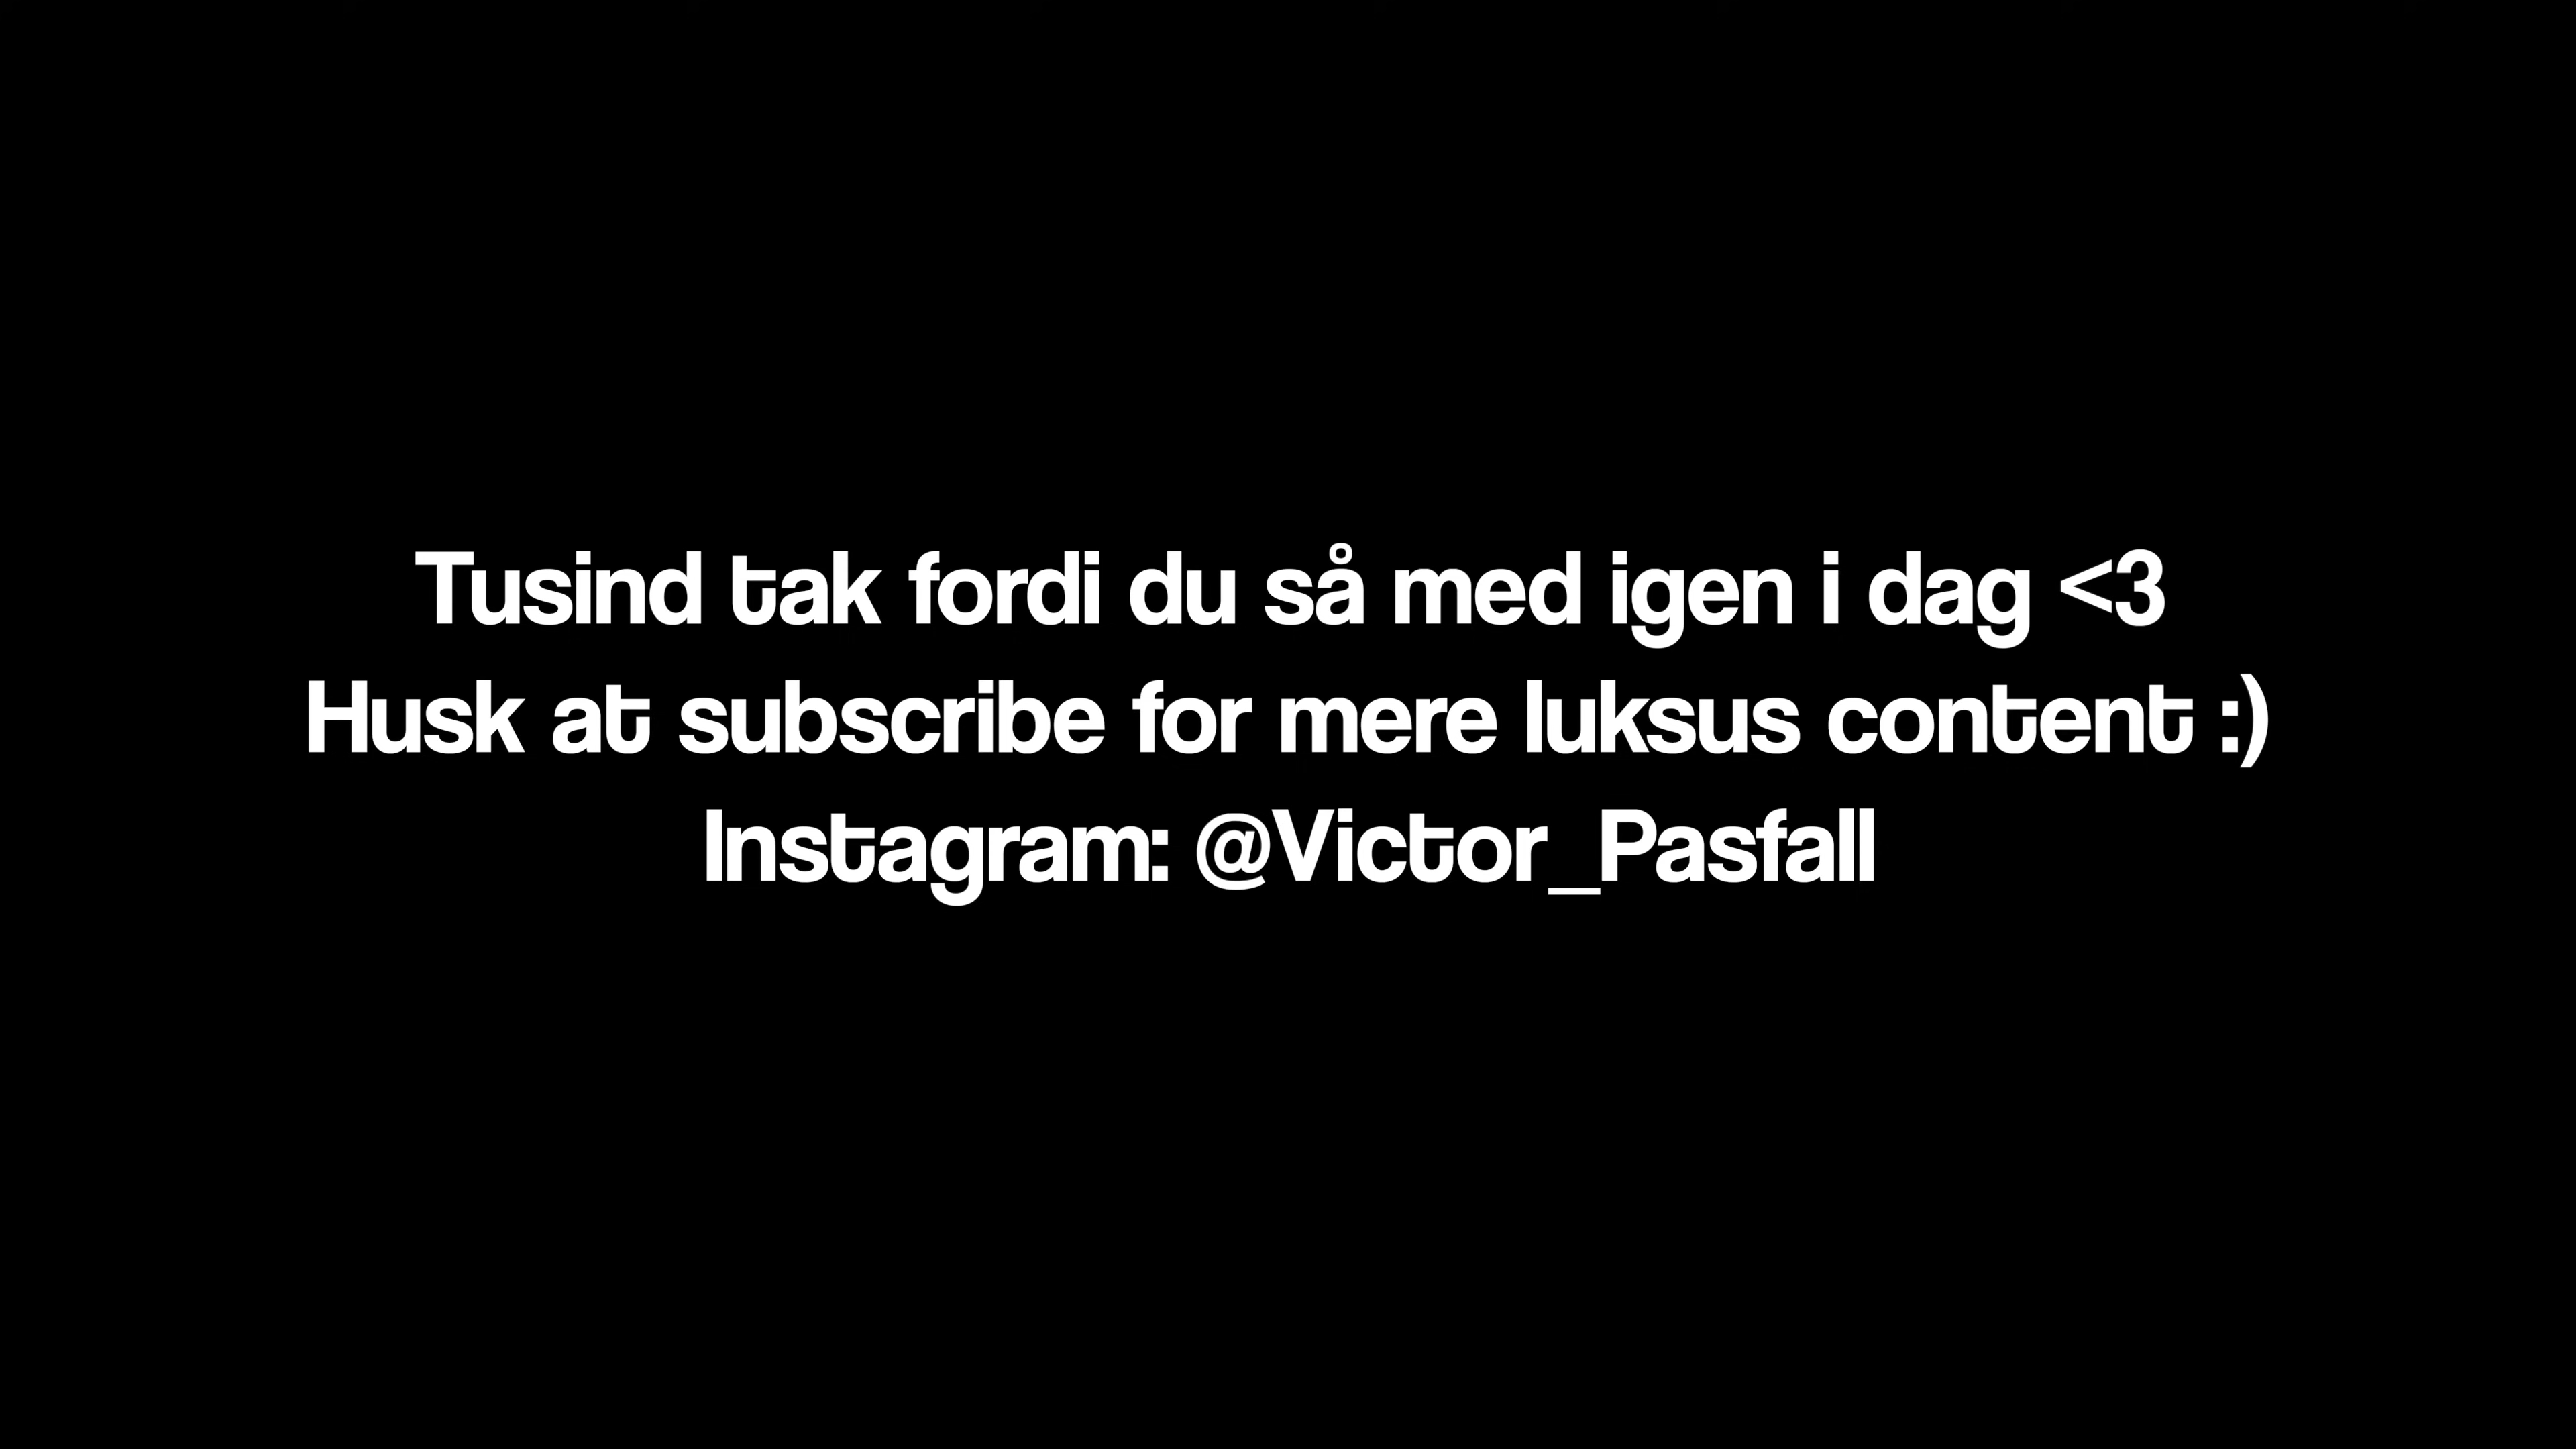 Tusind tak fordi du så med igen i dag <3
Husk at subscribe for mere luksus content :)
Instagram: @Victor_Pasfall